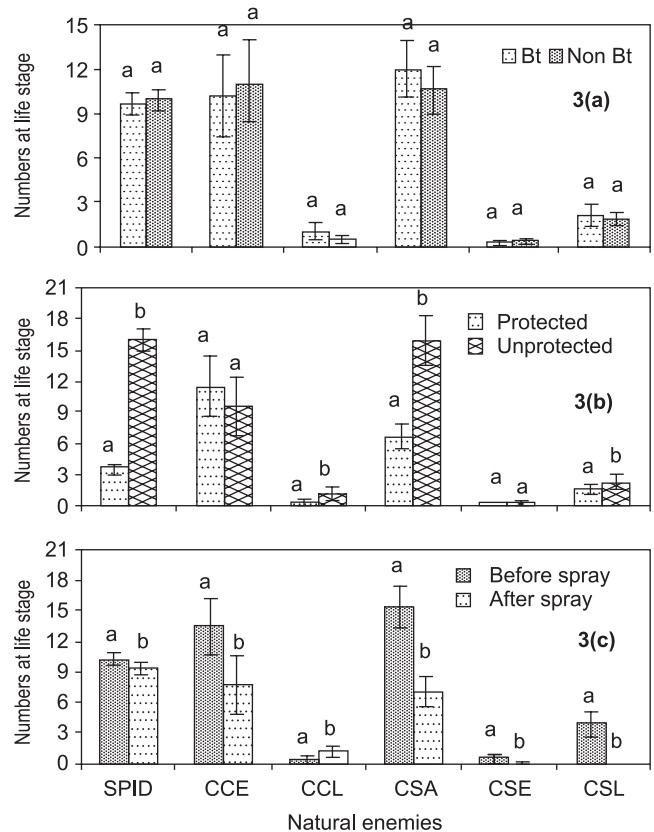 15
12
9
6
3
0
Numbers at life stage
Bt Non Bt
3(a)
a a a a a a a a a a a a
21
18
15
12
9
6
3
0
Numbers at life stage
Protected
Unprotected
3(b)
a b a a a b a b a a a b
21
18
15
12
9
6
3
0
Numbers at life stage
Before spray
After spray
3(c)
a b a b a b a b a b a b
SPID CCE CCL CSA CSE CSL
Natural enemies